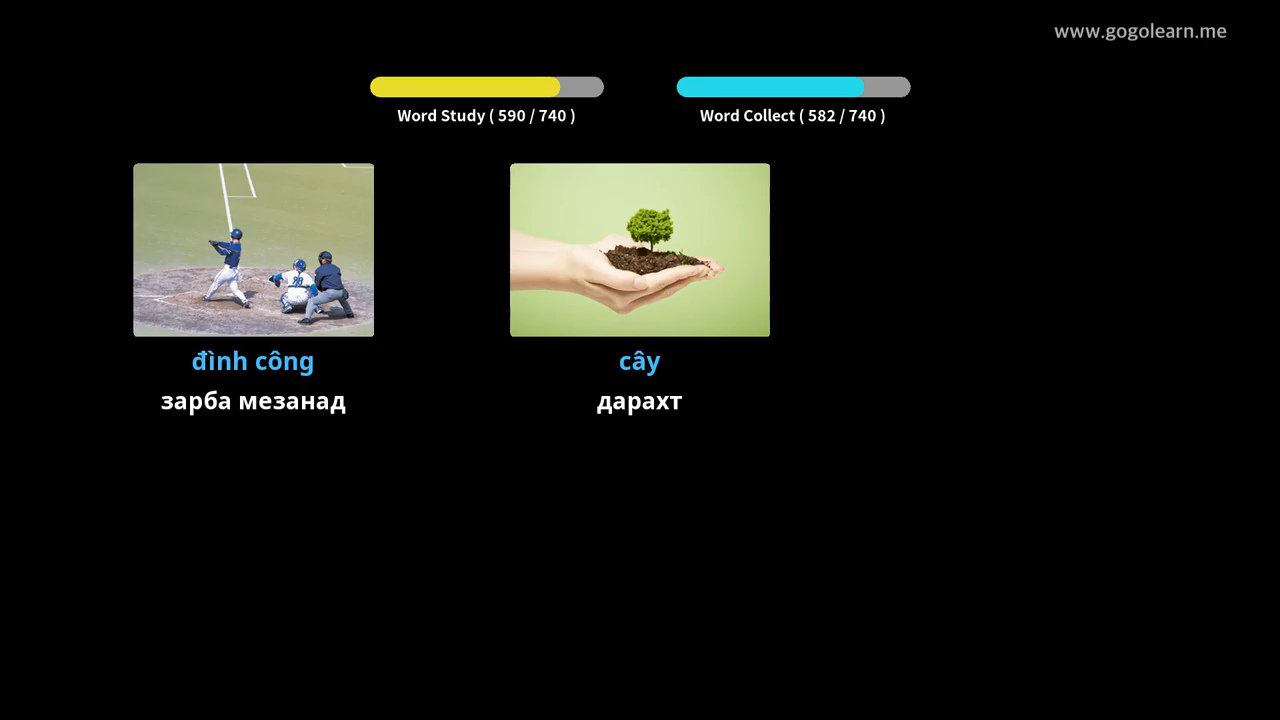 www.gogolearn.me
Word Study ( 590 / 740 )
Word Collect ( 582 / 740 )
đình công
зарба мезанад
cây
дарахт